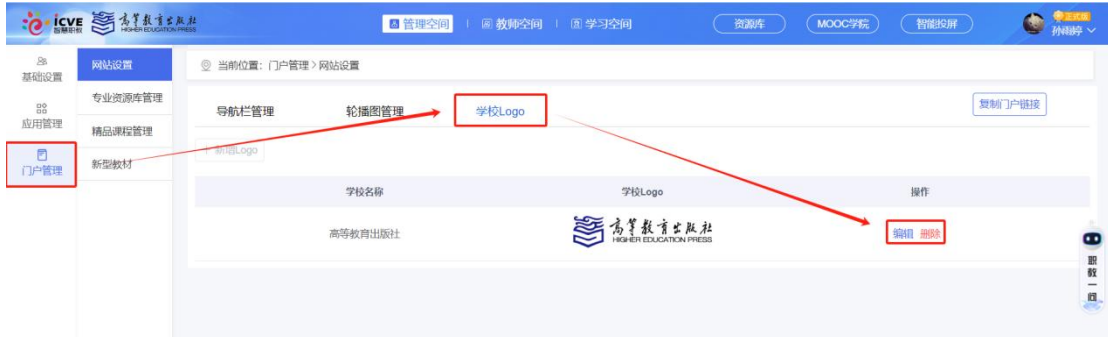 icve 智慧职教 高等教育出版社 HIGHER EDUCATION PRESS 管理空间 教师空间 学习空间 资源库 MOOC学院 智能投屏 正式版 孙雨婷
基础设置
应用管理
门户管理
网站设置
专业资源库管理
精品课程管理
新型教材
当前位置：门户管理>网站设置
导航栏管理 轮播图管理 学校Logo 复制门户链接
+ 新增Logo
学校名称 学校Logo 操作
高等教育出版社 高等教育出版社 HIGHER EDUCATION PRESS 编辑 删除
职教一问